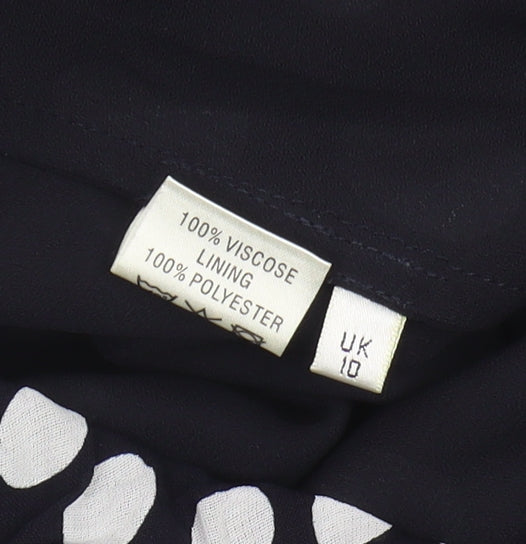 100% VISCOSE
LINING
100% POLYESTER
UK
10